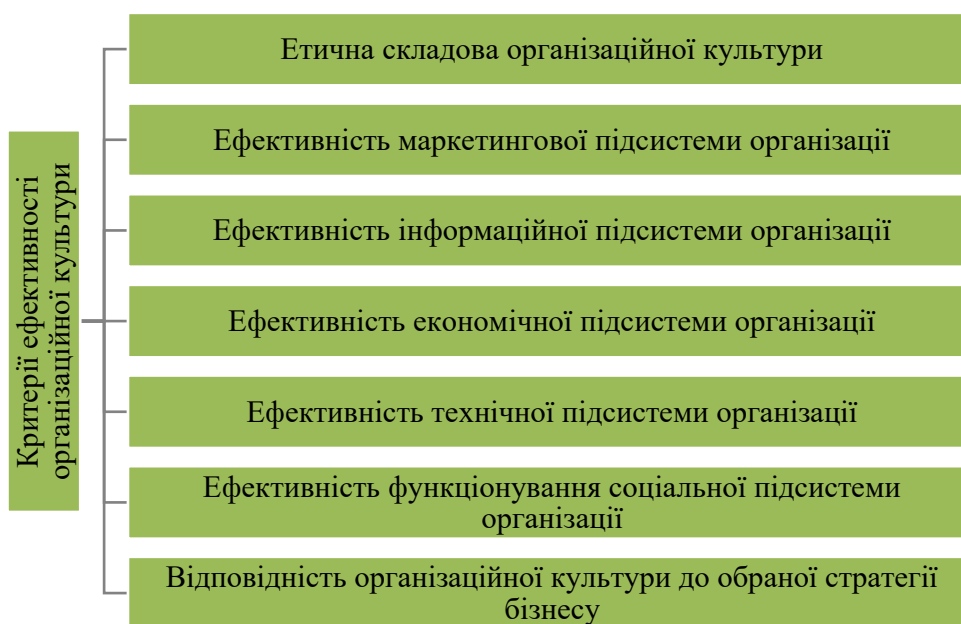 Критерії ефективності
організаційної культури
Етична складова організаційної культури
Ефективність маркетингової підсистеми організації
Ефективність інформаційної підсистеми організації
Ефективність економічної підсистеми організації
Ефективність технічної підсистеми організації
Ефективність функціонування соціальної підсистеми
організації
Відповідність організаційної культури до обраної стратегії
бізнесу